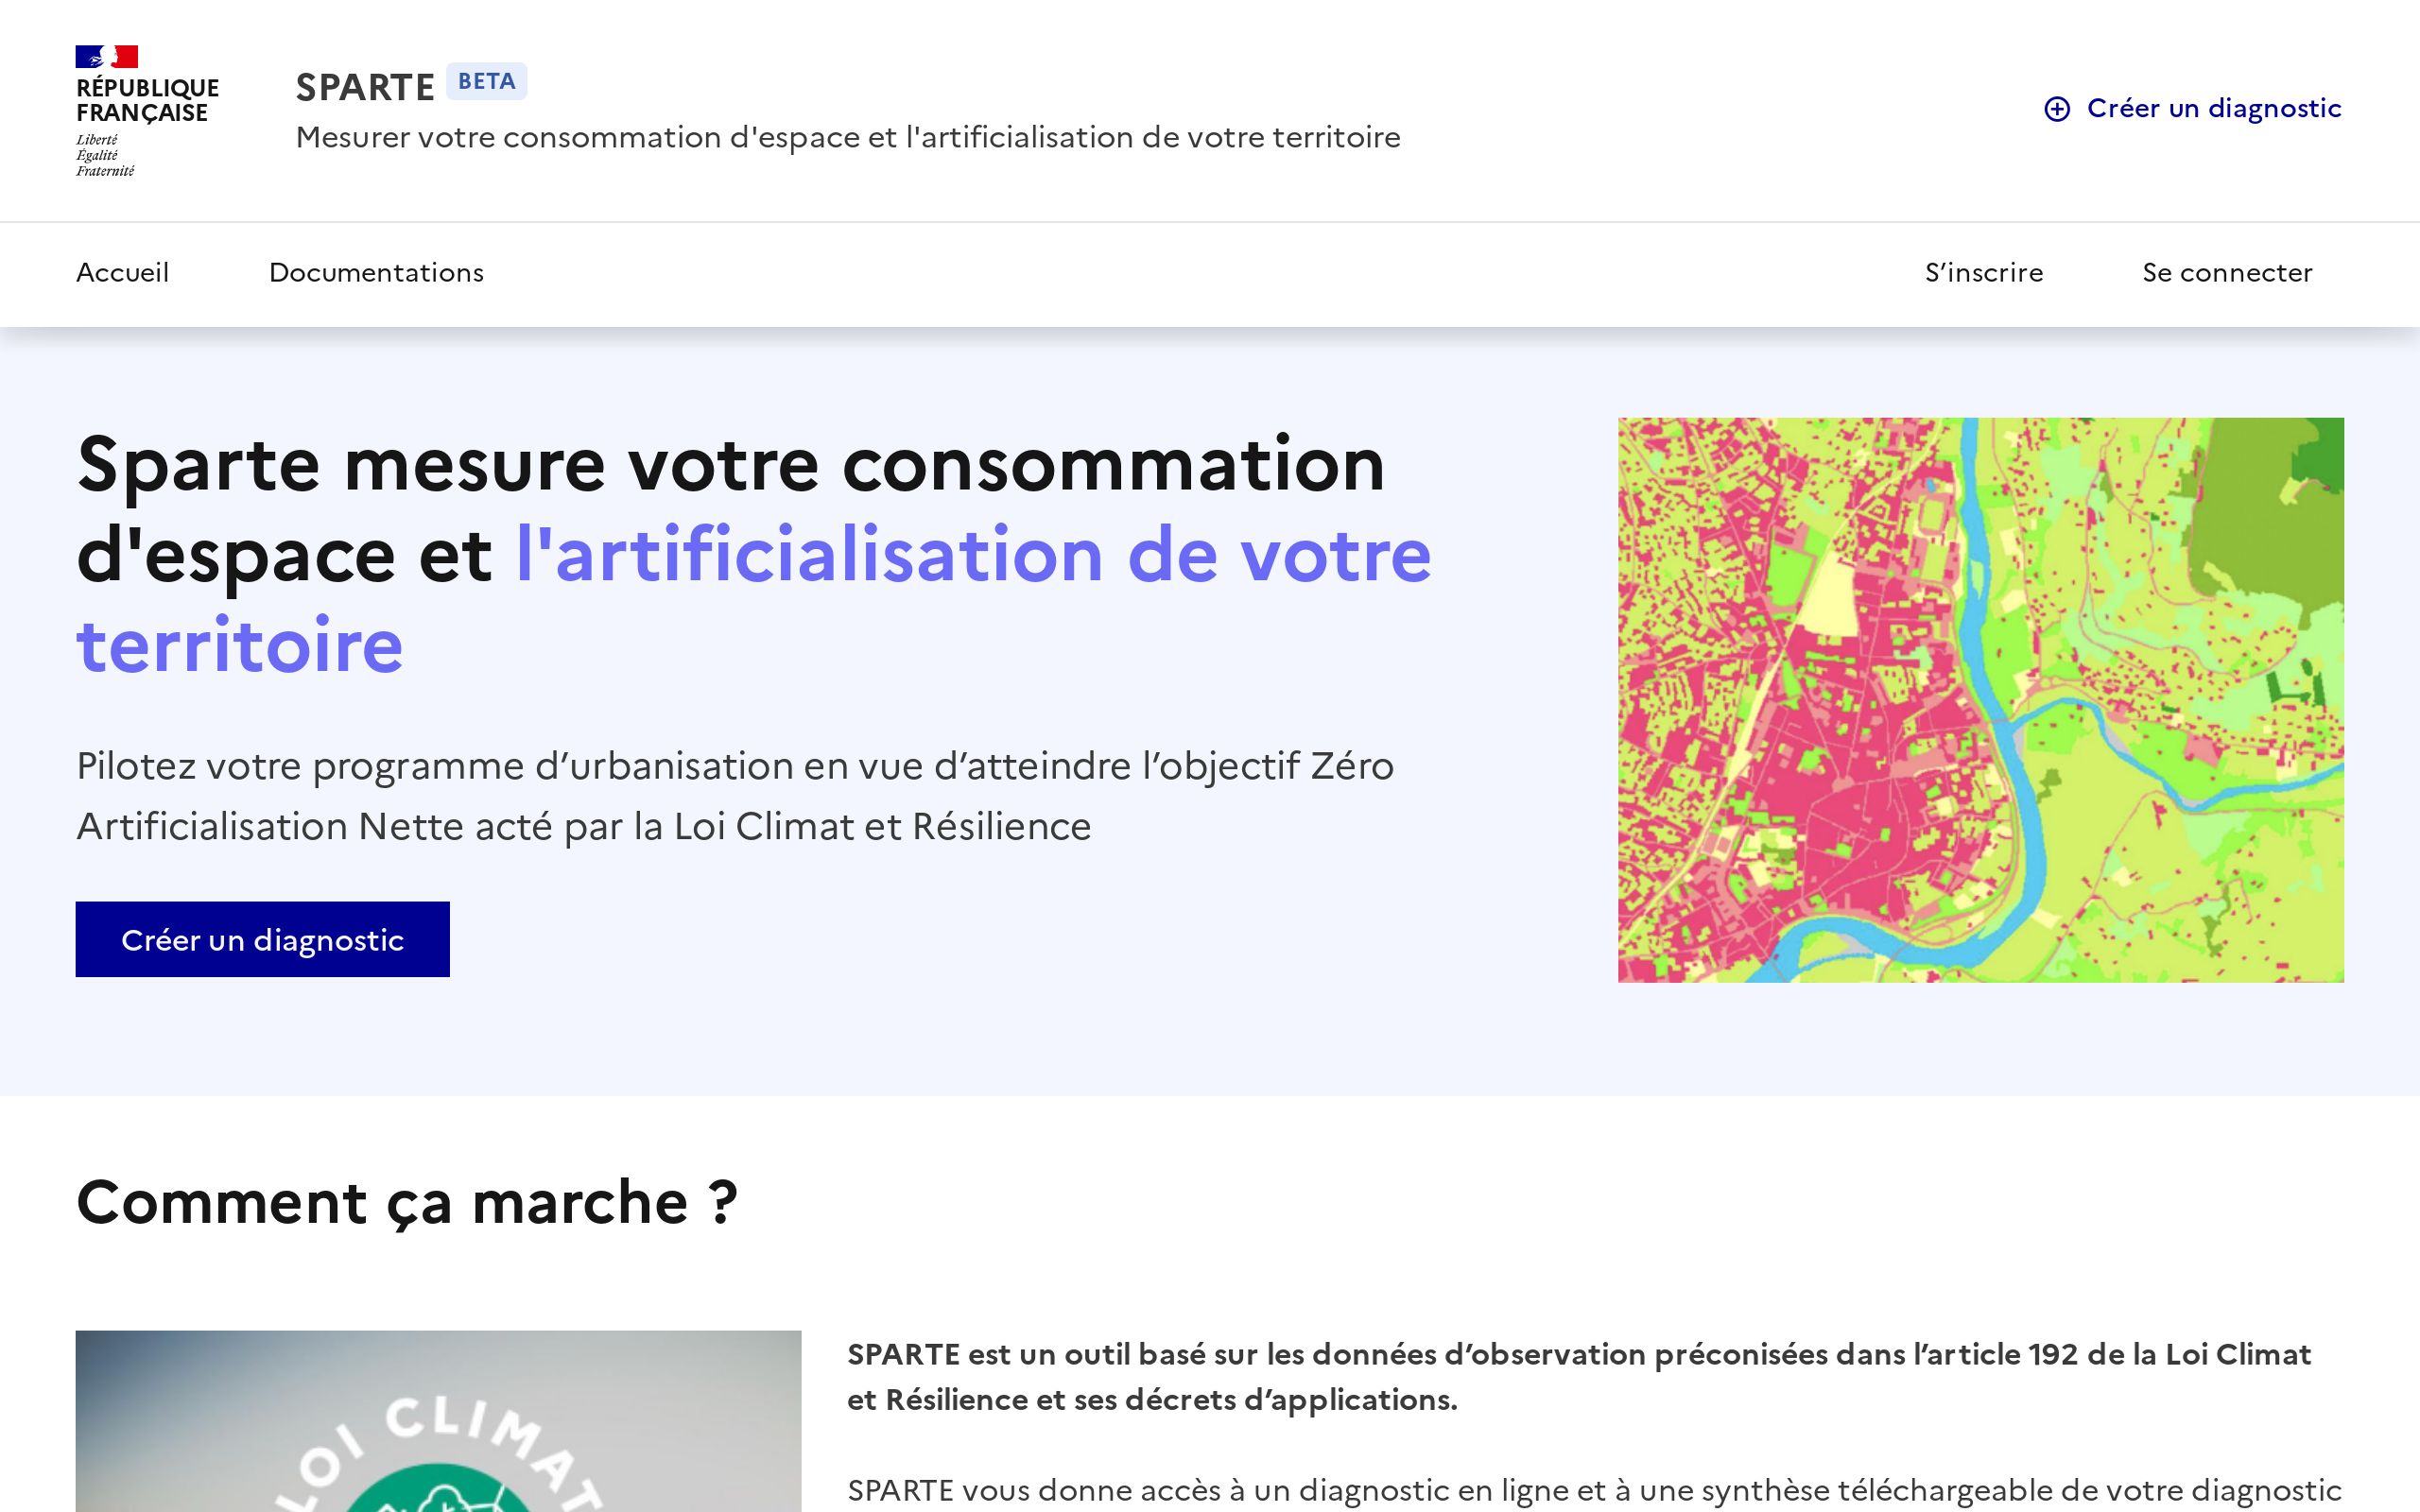 RÉPUBLIQUE
FRANÇAISE
Liberté
Égalité
Fraternité
SPARTE BETA
Mesurer votre consommation d'espace et l'artificialisation de votre territoire
Créer un diagnostic
Accueil
Documentations
S’inscrire
Se connecter
Sparte mesure votre consommation
d'espace et l'artificialisation de votre
territoire
Pilotez votre programme d’urbanisation en vue d’atteindre l’objectif Zéro
Artificialisation Nette acté par la Loi Climat et Résilience
Créer un diagnostic
Comment ça marche ?
LOI CLIMAT
SPARTE est un outil basé sur les données d’observation préconisées dans l’article 192 de la Loi Climat
et Résilience et ses décrets d’applications.
SPARTE vous donne accès à un diagnostic en ligne et à une synthèse téléchargeable de votre diagnostic